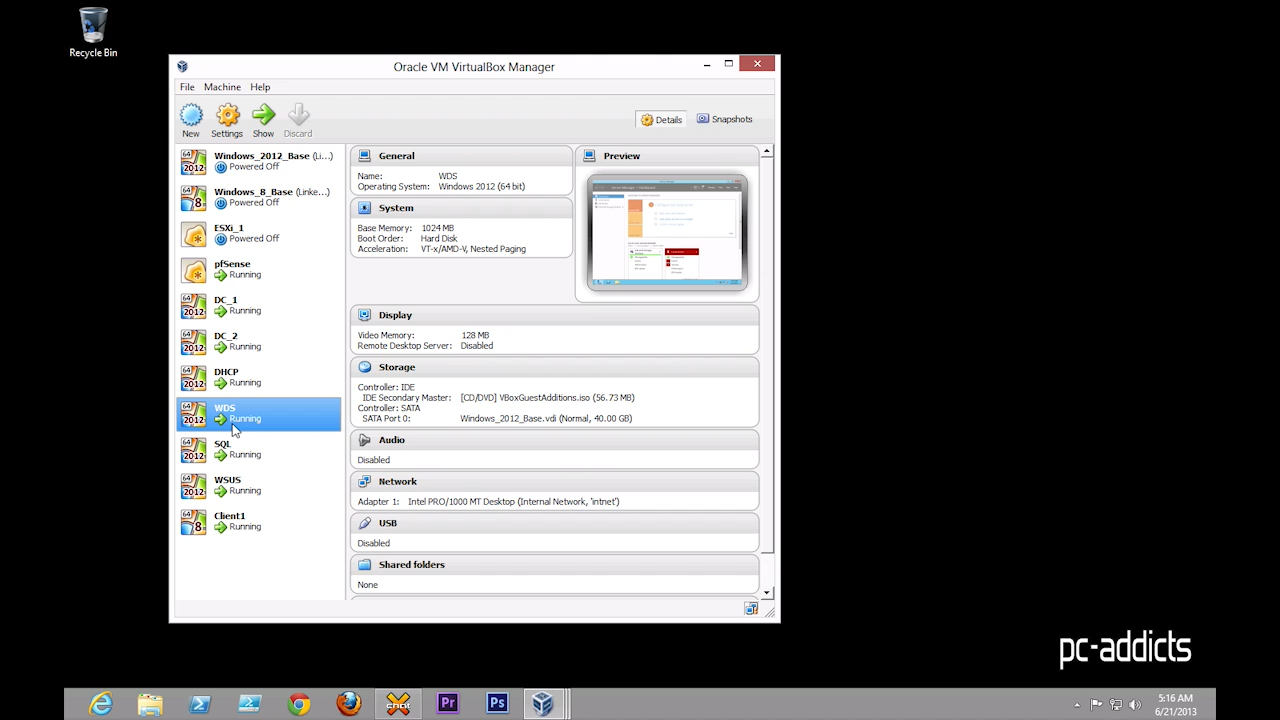 Recycle Bin
Oracle VM VirtualBox Manager
File Machine Help
New Settings Show Discard
Details Snapshots
Windows_2012_Base (Li...)
Powered Off
Windows_8_Base (Linke...
Powered Off
ESXi_1
Powered Off
pfSense
Running
DC_1
Running
DC_2
Running
DHCP
Running
WDS
Running
SQL
Running
WSUS
Running
Client1
Running
General
Name: WDS
Operating System: Windows 2012 (64 bit)
System
Base Memory: 1024 MB
Boot Order: Hard Disk
Acceleration: VT-x/AMD-V, Nested Paging
Preview
Display
Video Memory: 128 MB
Remote Desktop Server: Disabled
Storage
Controller: IDE
IDE Secondary Master: [CD/DVD] VBoxGuestAdditions.iso (56.73 MB)
Controller: SATA
SATA Port 0: Windows_2012_Base.vdi (Normal, 40.00 GB)
Audio
Disabled
Network
Adapter 1: Intel PRO/1000 MT Desktop (Internal Network, 'intnet')
USB
Disabled
Shared folders
None
pc-addicts
Pr Ps
5:16 AM
6/21/2013